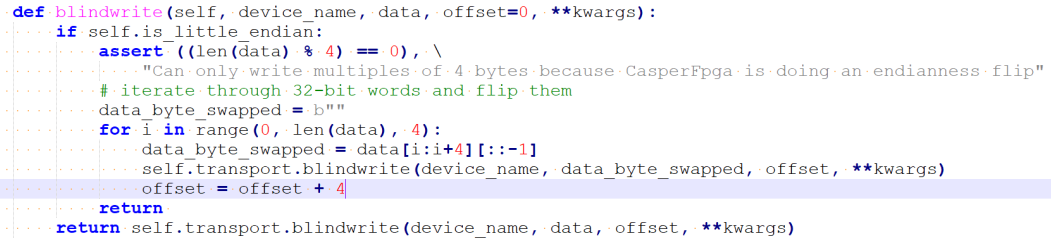 def blindwrite(self, device_name, data, offset=0, **kwargs):
    if self.is_little_endian:
        assert ((len(data) % 4) == 0), \
            "Can only write multiples of 4 bytes because CasperFpga is doing an endianness flip"
        # iterate through 32-bit words and flip them
        data_byte_swapped = b""
        for i in range(0, len(data), 4):
            data_byte_swapped = data[i:i+4][::-1]
            self.transport.blindwrite(device_name, data_byte_swapped, offset, **kwargs)
            offset = offset + 4
        return
    return self.transport.blindwrite(device_name, data, offset, **kwargs)